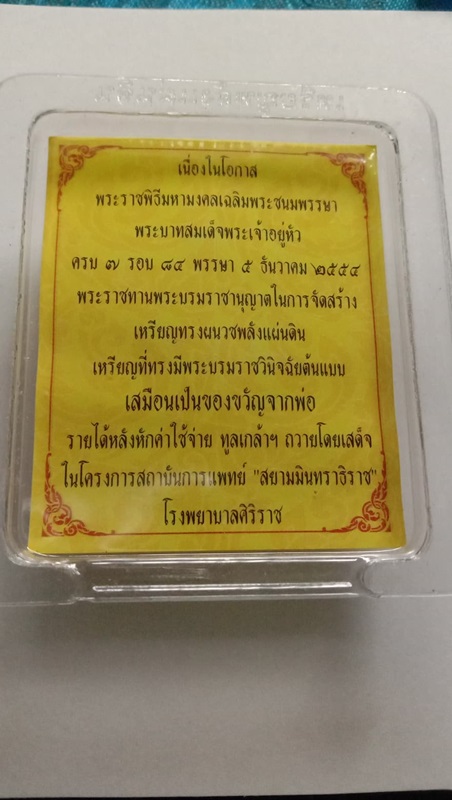 เนื่องในโอกาส
พระราชพิธีมหามงคลเฉลิมพระชนมพรรษา
พระบาทสมเด็จพระเจ้าอยู่หัว
ครบ ๗ รอบ ๘๔ พรรษา ๕ ธันวาคม ๒๕๕๔
พระราชทานพระบรมราชานุญาตในการจัดสร้าง
เหรียญทรงผนวชพลังแผ่นดิน
เหรียญที่ทรงมีพระบรมราชวินิจฉัยต้นแบบ
เสมือนเป็นของขวัญจากพ่อ
รายได้หลังหักค่าใช้จ่าย ทูลเกล้าฯ ถวายโดยเสด็จ
ในโครงการสถาบันการแพทย์ "สยามมินทราธิราช"
โรงพยาบาลศิริราช